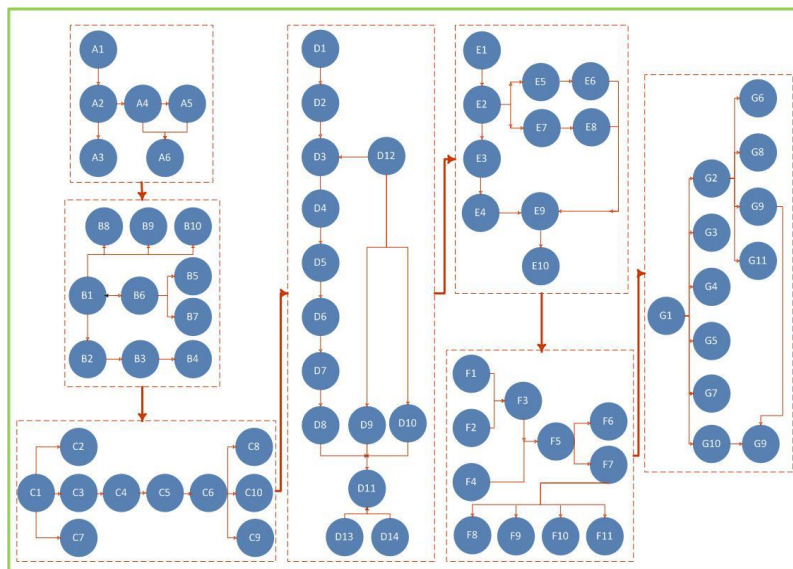 A1
A2
A4
A5
A3
A6
B8
B9
B10
B1
B6
B5
B7
B2
B3
B4
C2
C8
C1
C3
C4
C5
C6
C10
C7
C9
D1
D2
D3
D12
D4
D5
D6
D7
D8
D9
D10
D11
D13
D14
E1
E2
E5
E6
E7
E8
E3
E4
E9
E10
F1
F3
F2
F5
F6
F7
F4
F8
F9
F10
F11
G6
G8
G2
G9
G3
G11
G4
G1
G5
G7
G10
G9